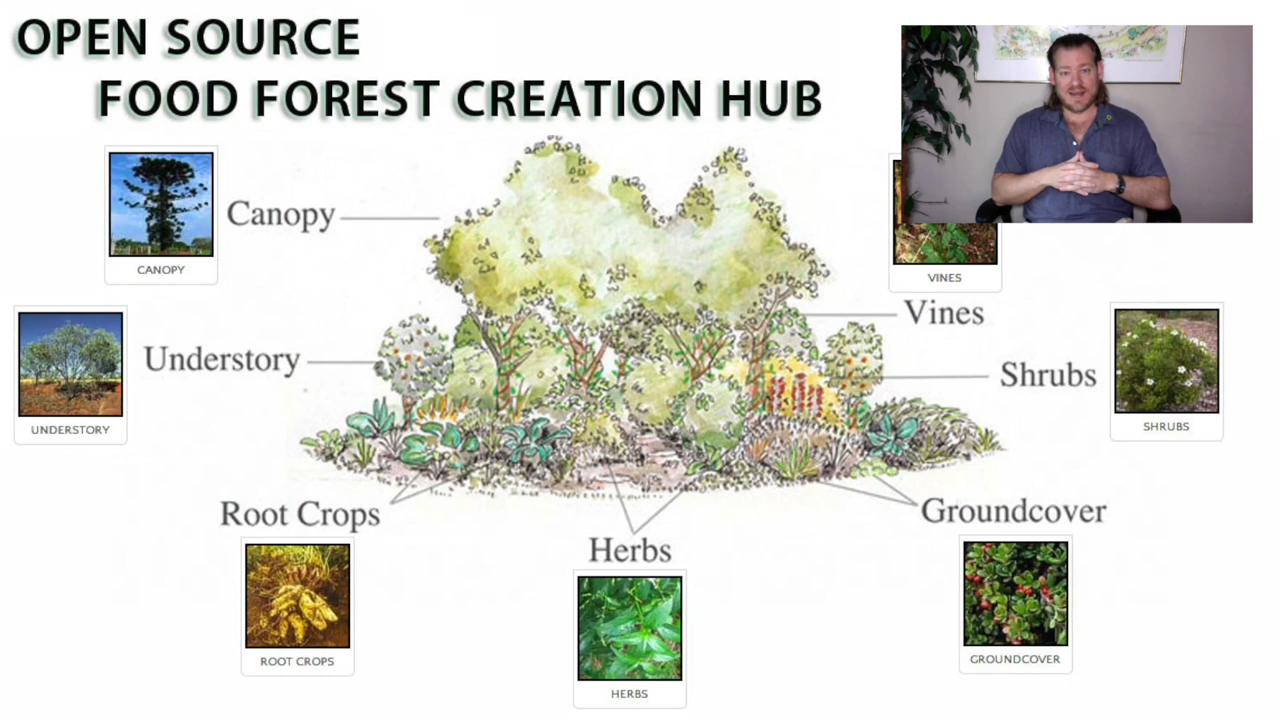 OPEN SOURCE
FOOD FOREST CREATION HUB
Canopy
CANOPY
VINES
Vines
Understory
UNDERSTORY
Shrubs
SHRUBS
Root Crops
ROOT CROPS
Herbs
HERBS
Groundcover
GROUNDCOVER